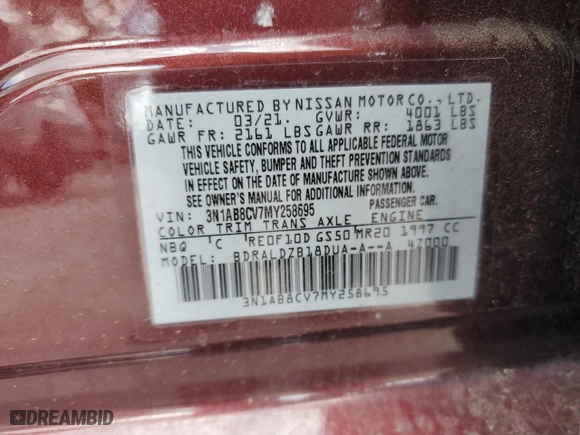 MANUFACTURED BY NISSAN MOTOR CO., LTD.
DATE: 03/21. GVWR: 4001 LBS
GAWR FR: 2161 LBS GAWR RR: 1863 LBS
THIS VEHICLE CONFORMS TO ALL APPLICABLE FEDERAL MOTOR
VEHICLE SAFETY, BUMPER AND THEFT PREVENTION STANDARDS
IN EFFECT ON THE DATE OF MANUFACTURE SHOWN ABOVE.
SEE OWNER'S MANUAL FOR ADDITIONAL INFORMATION.
VIN: 3N1AB8CV7MY258695 PASSENGER CAR.
COLOR TRIM TRANS AXLE ENGINE
NBQ C RE0F10D GS50 MR20 1997 CC
MODEL: BDRALDZB18DUA-A--A 47000
3N1AB8CV7MY258695
DREAMBID